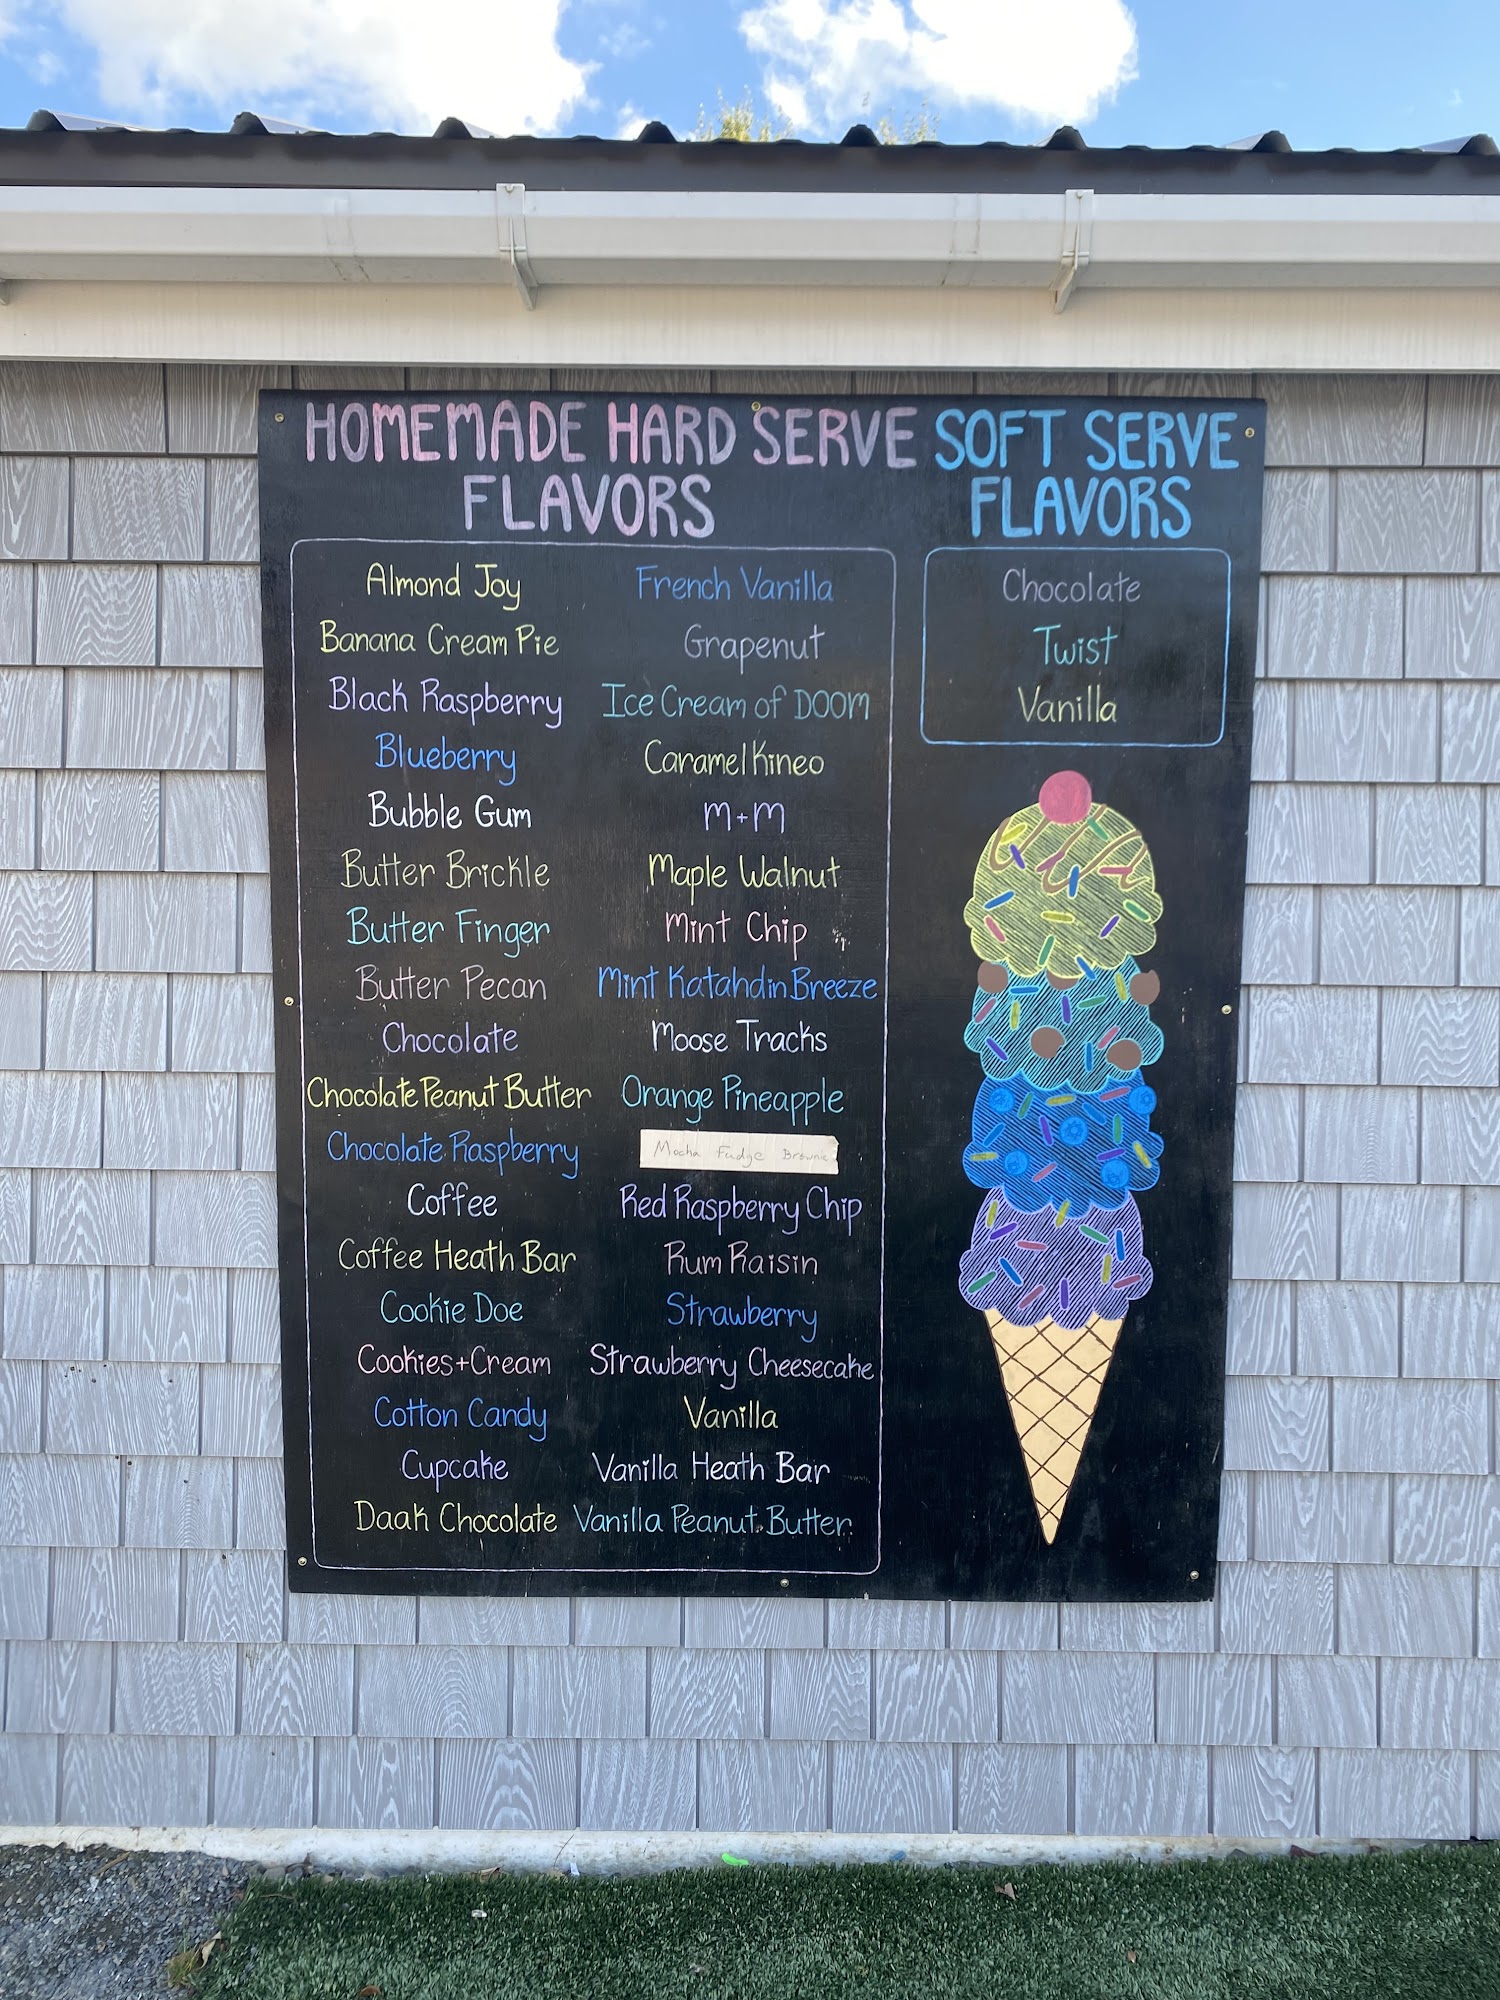 HOMEMADE HARD SERVE
FLAVORS
Almond Joy
Banana Cream Pie
Black Raspberry
Blueberry
Bubble Gum
Butter Brickle
Butter Finger
Butter Pecan
Chocolate
Chocolate Peanut Butter
Chocolate Raspberry
Coffee
Coffee Heath Bar
Cookie Doe
Cookies+Cream
Cotton Candy
Cupcake
Daak Chocolate
French Vanilla
Grapenut
Ice Cream of DOOM
Caramel Kineo
m+m
Maple Walnut
Mint Chip
Mint Katahdin Breeze
Moose Tracks
Orange Pineapple
Mocha Fudge Brownie
Red Raspberry Chip
Rum Raisin
Strawberry
Strawberry Cheesecake
Vanilla
Vanilla Heath Bar
Vanilla Peanut Butter
SOFT SERVE
FLAVORS
Chocolate
Twist
Vanilla